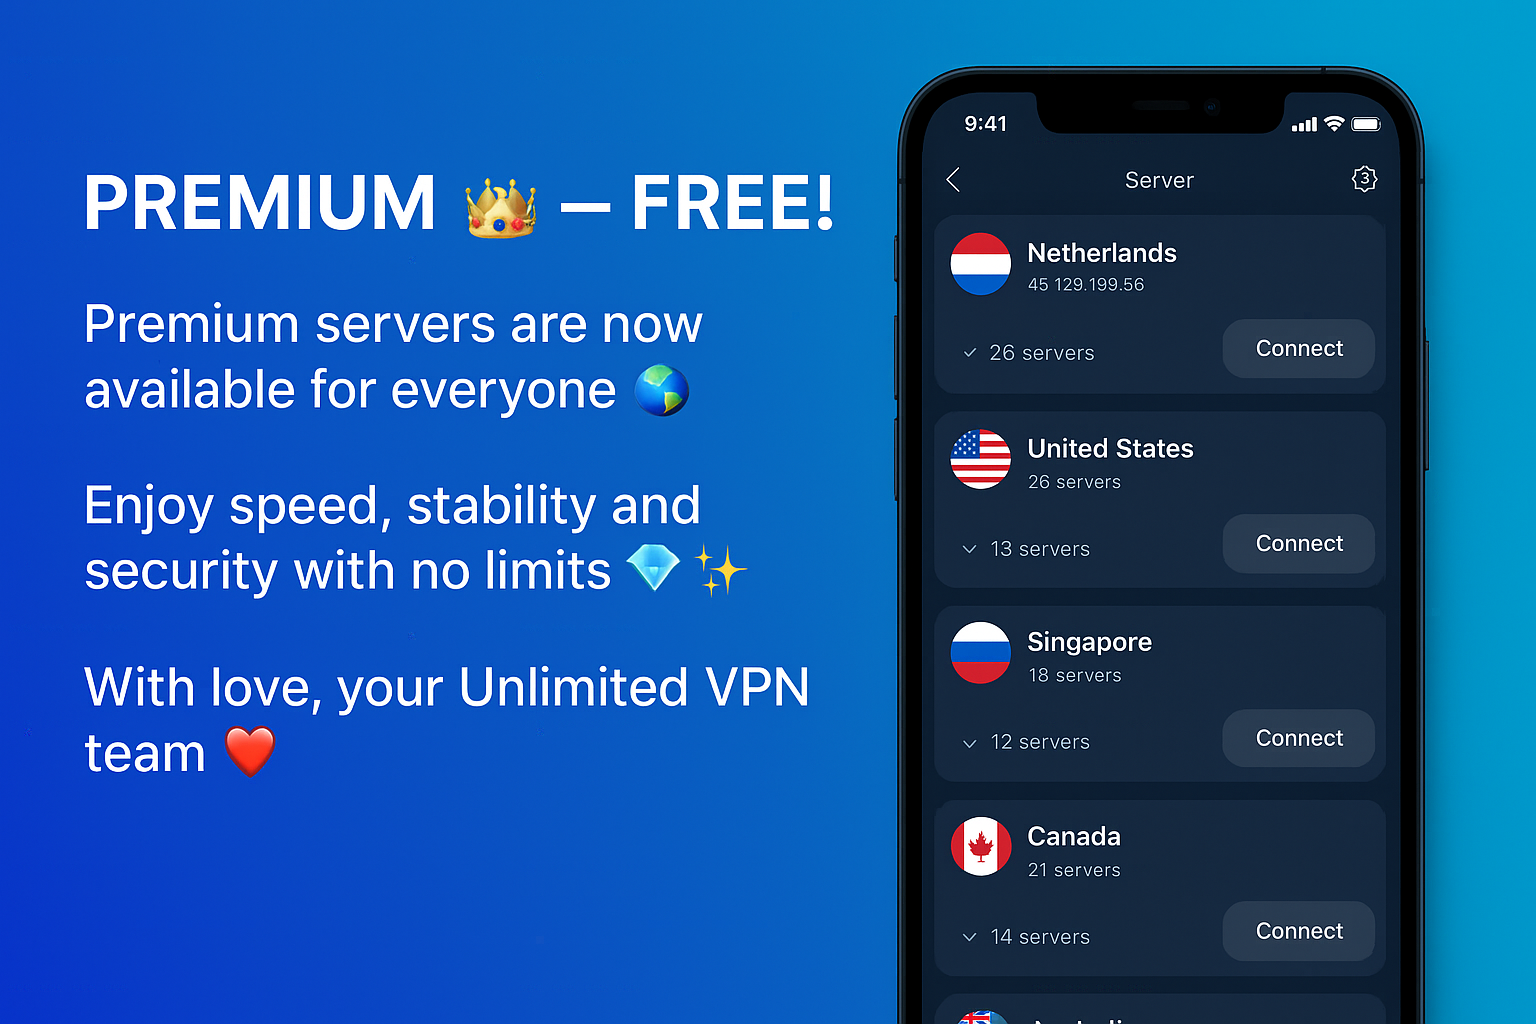 PREMIUM 👑 – FREE!
Premium servers are now
available for everyone 🌎
Enjoy speed, stability and
security with no limits 💎 ✨
With love, your Unlimited VPN
team ❤️
9:41
Server
3
Netherlands
45 129.199.56
26 servers
Connect
United States
26 servers
13 servers
Connect
Singapore
18 servers
12 servers
Connect
Canada
21 servers
14 servers
Connect